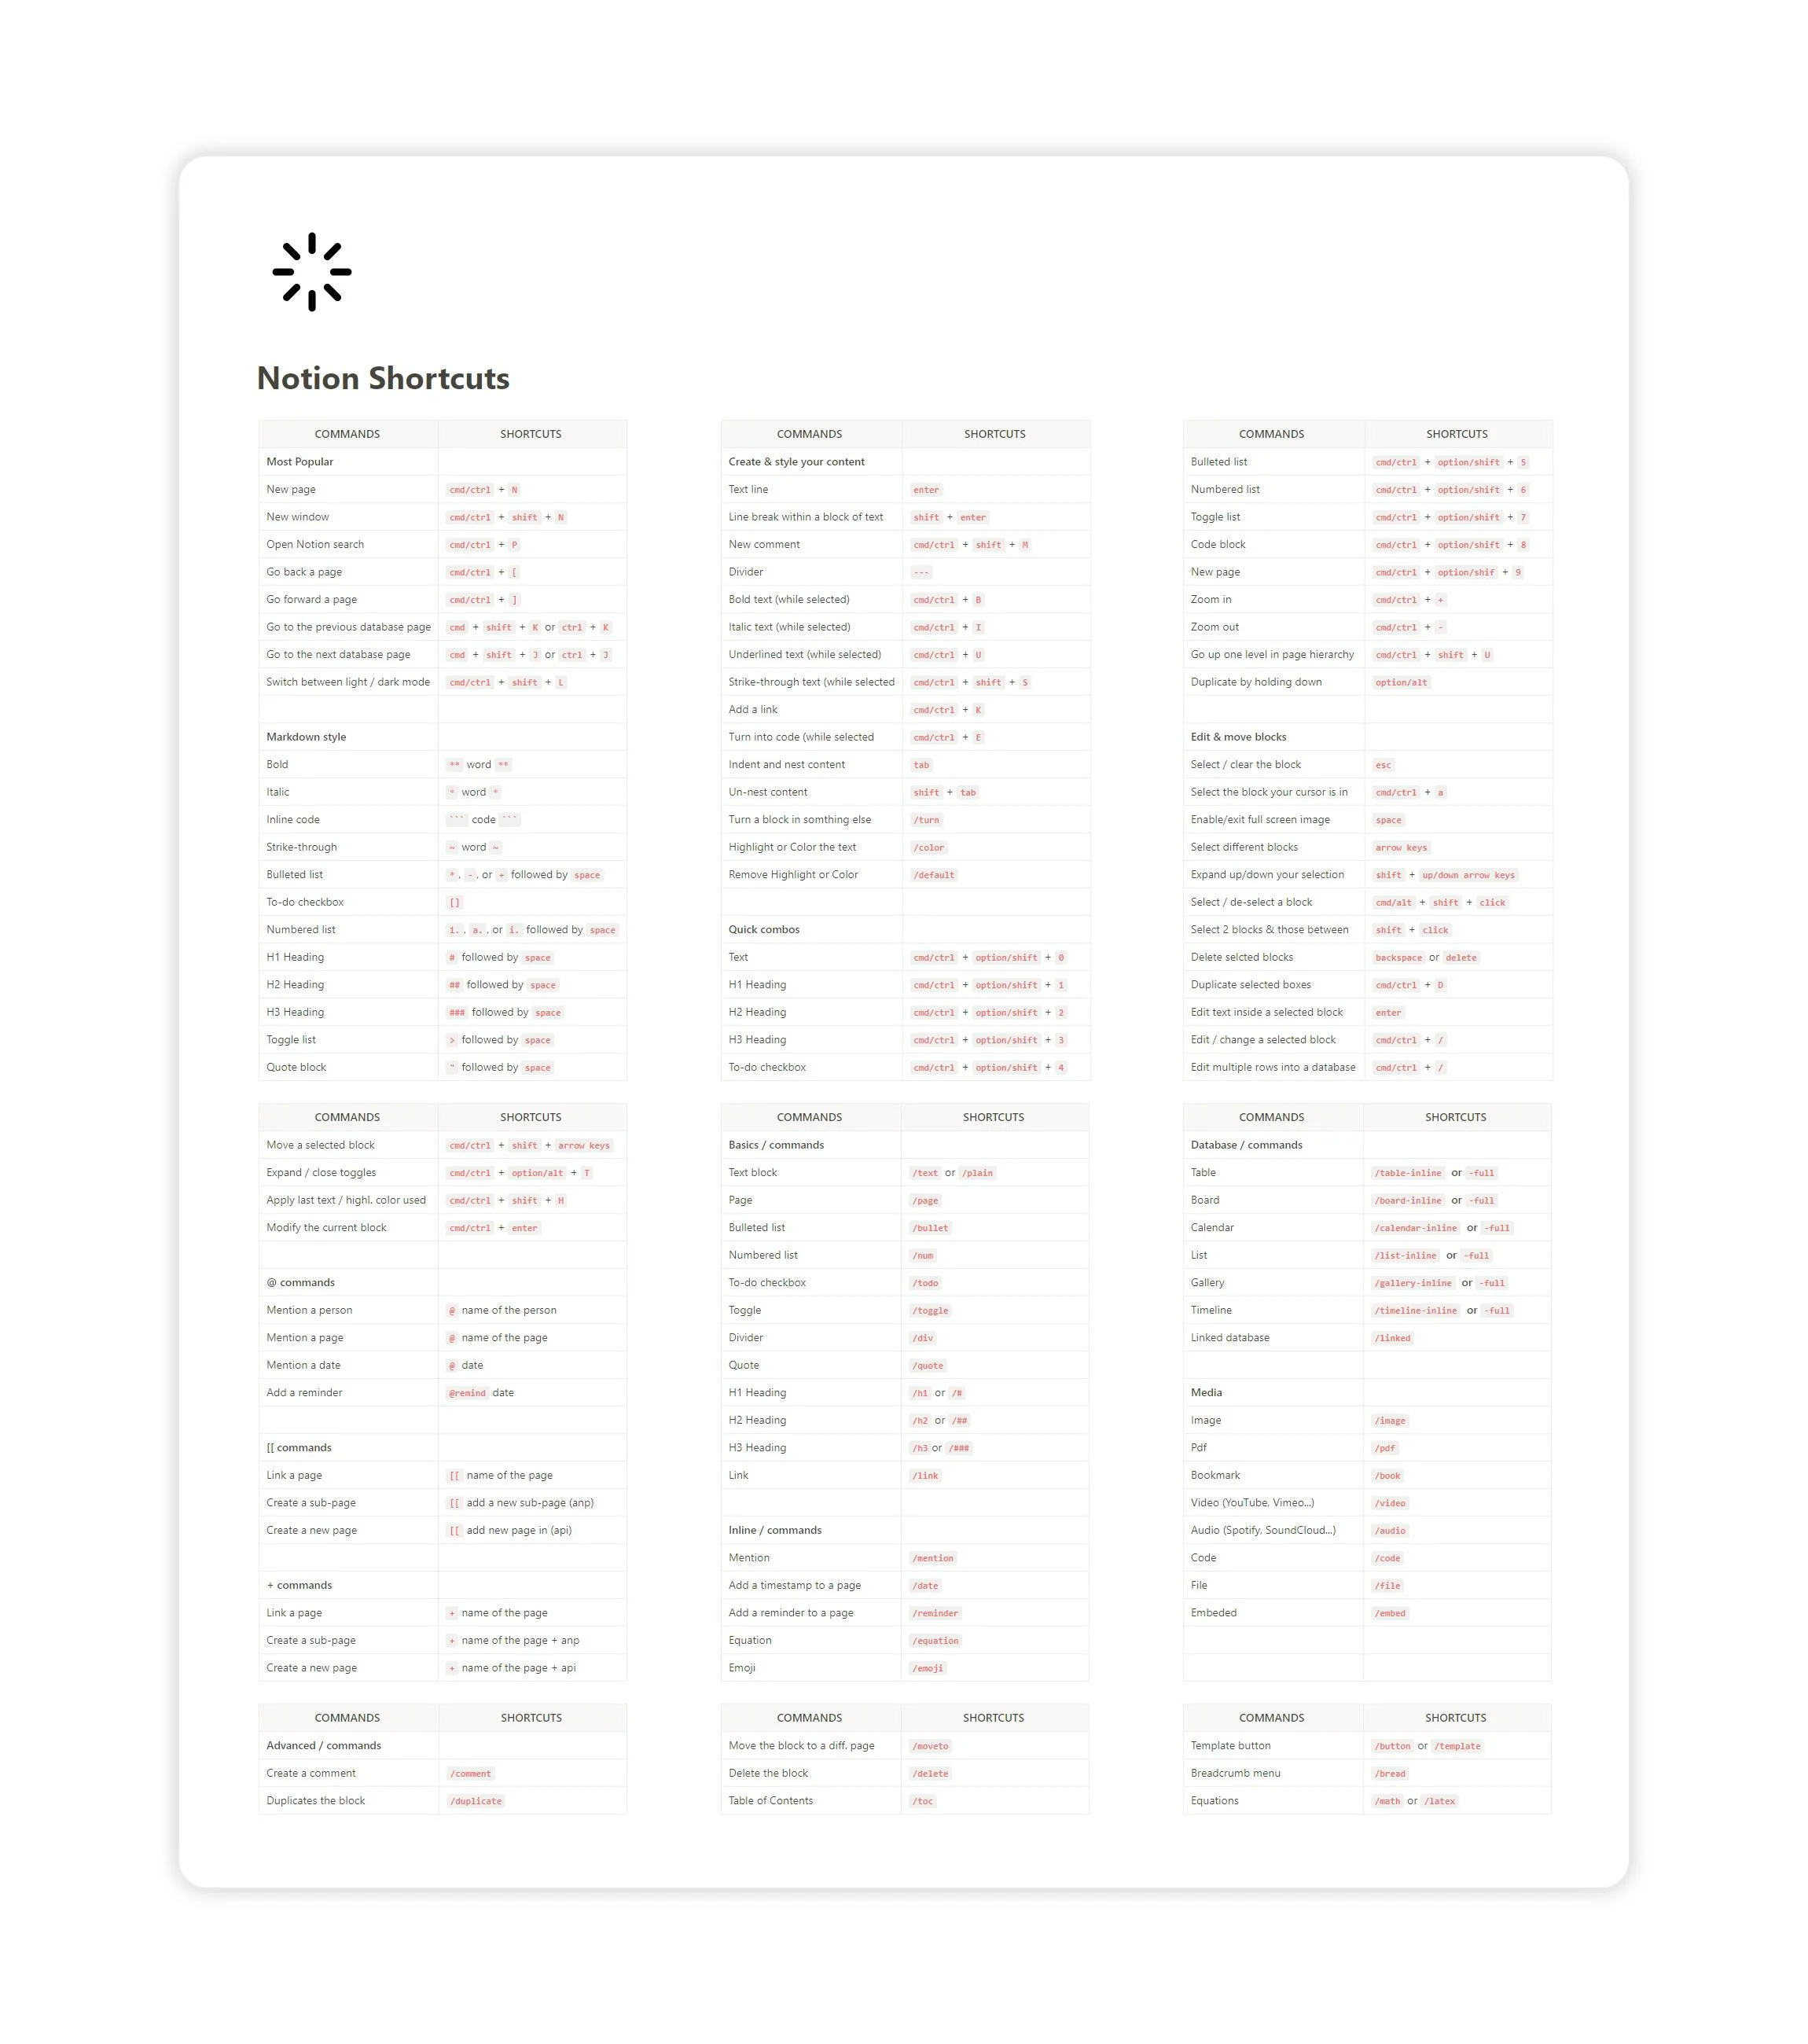 Notion Shortcuts
COMMANDS SHORTCUTS
Most Popular
New page cmd/ctrl + N
New window cmd/ctrl + shift + N
Open Notion search cmd/ctrl + P
Go back a page cmd/ctrl + [
Go forward a page cmd/ctrl + ]
Go to the previous database page cmd + shift + K or ctrl + K
Go to the next database page cmd + shift + J or ctrl + J
Switch between light / dark mode cmd/ctrl + shift + L
Markdown style
Bold ** word **
Italic * word *
Inline code ``` code ```
Strike-through ~ word ~
Bulleted list *, -, or + followed by space
To-do checkbox []
Numbered list 1., a., or i. followed by space
H1 Heading # followed by space
H2 Heading ## followed by space
H3 Heading ### followed by space
Toggle list > followed by space
Quote block " followed by space
COMMANDS SHORTCUTS
Create & style your content
Text line enter
Line break within a block of text shift + enter
New comment cmd/ctrl + shift + M
Divider ---
Bold text (while selected) cmd/ctrl + B
Italic text (while selected) cmd/ctrl + I
Underlined text (while selected) cmd/ctrl + U
Strike-through text (while selected cmd/ctrl + shift + S
Add a link cmd/ctrl + K
Turn into code (while selected cmd/ctrl + E
Indent and nest content tab
Un-nest content shift + tab
Turn a block in somthing else /turn
Highlight or Color the text /color
Remove Highlight or Color /default
Quick combos
Text cmd/ctrl + option/shift + 0
H1 Heading cmd/ctrl + option/shift + 1
H2 Heading cmd/ctrl + option/shift + 2
H3 Heading cmd/ctrl + option/shift + 3
To-do checkbox cmd/ctrl + option/shift + 4
COMMANDS SHORTCUTS
Bulleted list cmd/ctrl + option/shift + 5
Numbered list cmd/ctrl + option/shift + 6
Toggle list cmd/ctrl + option/shift + 7
Code block cmd/ctrl + option/shift + 8
New page cmd/ctrl + option/shif + 9
Zoom in cmd/ctrl + +
Zoom out cmd/ctrl + -
Go up one level in page hierarchy cmd/ctrl + shift + U
Duplicate by holding down option/alt
Edit & move blocks
Select / clear the block esc
Select the block your cursor is in cmd/ctrl + a
Enable/exit full screen image space
Select different blocks arrow keys
Expand up/down your selection shift + up/down arrow keys
Select / de-select a block cmd/alt + shift + click
Select 2 blocks & those between shift + click
Delete selcted blocks backspace or delete
Duplicate selected boxes cmd/ctrl + D
Edit text inside a selected block enter
Edit / change a selected block cmd/ctrl + /
Edit multiple rows into a database cmd/ctrl + /
COMMANDS SHORTCUTS
Move a selected block cmd/ctrl + shift + arrow keys
Expand / close toggles cmd/ctrl + option/alt + T
Apply last text / highl. color used cmd/ctrl + shift + H
Modify the current block cmd/ctrl + enter
@ commands
Mention a person @ name of the person
Mention a page @ name of the page
Mention a date @ date
Add a reminder @remind date
[[ commands
Link a page [[ name of the page
Create a sub-page [[ add a new sub-page (anp)
Create a new page [[ add new page in (api)
+ commands
Link a page + name of the page
Create a sub-page + name of the page + anp
Create a new page + name of the page + api
COMMANDS SHORTCUTS
Basics / commands
Text block /text or /plain
Page /page
Bulleted list /bullet
Numbered list /num
To-do checkbox /todo
Toggle /toggle
Divider /div
Quote /quote
H1 Heading /h1 or /#
H2 Heading /h2 or /##
H3 Heading /h3 or /###
Link /link
Inline / commands
Mention /mention
Add a timestamp to a page /date
Add a reminder to a page /reminder
Equation /equation
Emoji /emoji
COMMANDS SHORTCUTS
Database / commands
Table /table-inline or -full
Board /board-inline or -full
Calendar /calendar-inline or -full
List /list-inline or -full
Gallery /gallery-inline or -full
Timeline /timeline-inline or -full
Linked database /linked
Media
Image /image
Pdf /pdf
Bookmark /book
Video (YouTube, Vimeo...) /video
Audio (Spotify, SoundCloud...) /audio
Code /code
File /file
Embeded /embed
COMMANDS SHORTCUTS
Advanced / commands
Create a comment /comment
Duplicates the block /duplicate
COMMANDS SHORTCUTS
Move the block to a diff. page /moveto
Delete the block /delete
Table of Contents /toc
COMMANDS SHORTCUTS
Template button /button or /template
Breadcrumb menu /bread
Equations /math or /latex